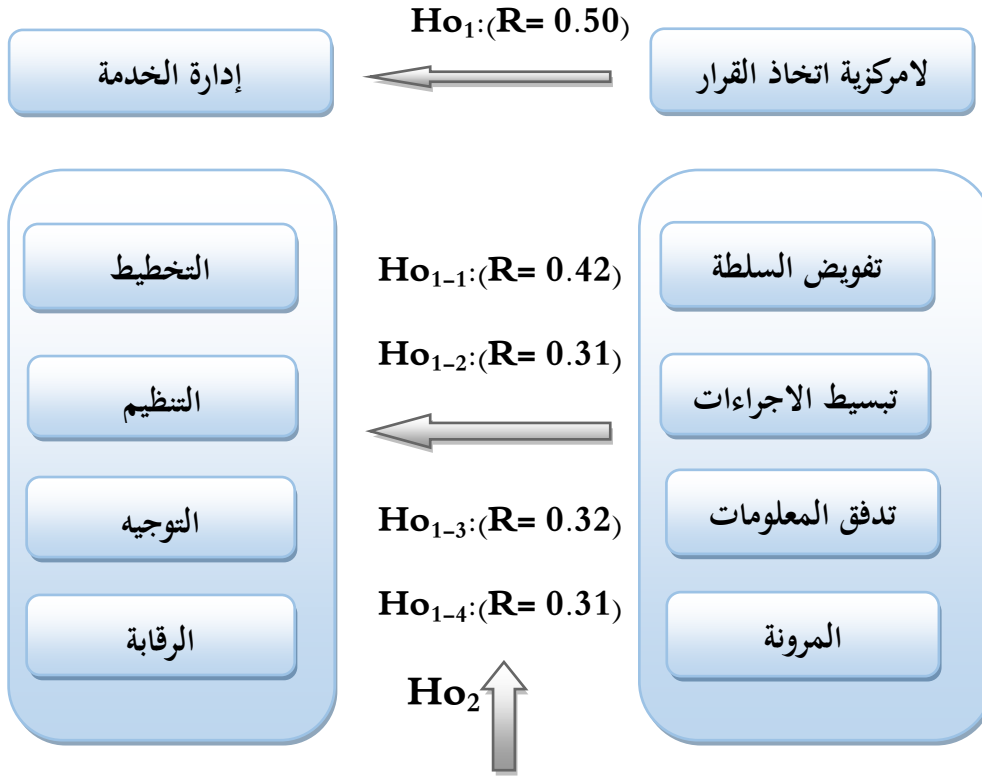 Ho₁:(R= 0.50)
لامركزية اتخاذ القرار
إدارة الخدمة
تفويض السلطة
Ho₁₋₁:(R= 0.42)
التخطيط
تبسيط الاجراءات
Ho₁₋₂:(R= 0.31)
التنظيم
تدفق المعلومات
Ho₁₋₃:(R= 0.32)
التوجيه
المرونة
Ho₁₋₄:(R= 0.31)
الرقابة
Ho₂